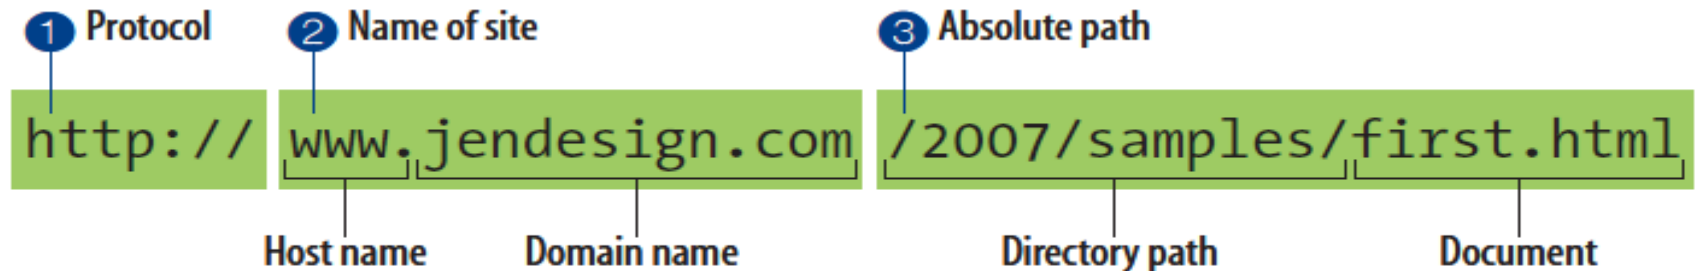 1 Protocol 2 Name of site 3 Absolute path
http:// www.jendesign.com /2007/samples/first.html
Host name Domain name Directory path Document